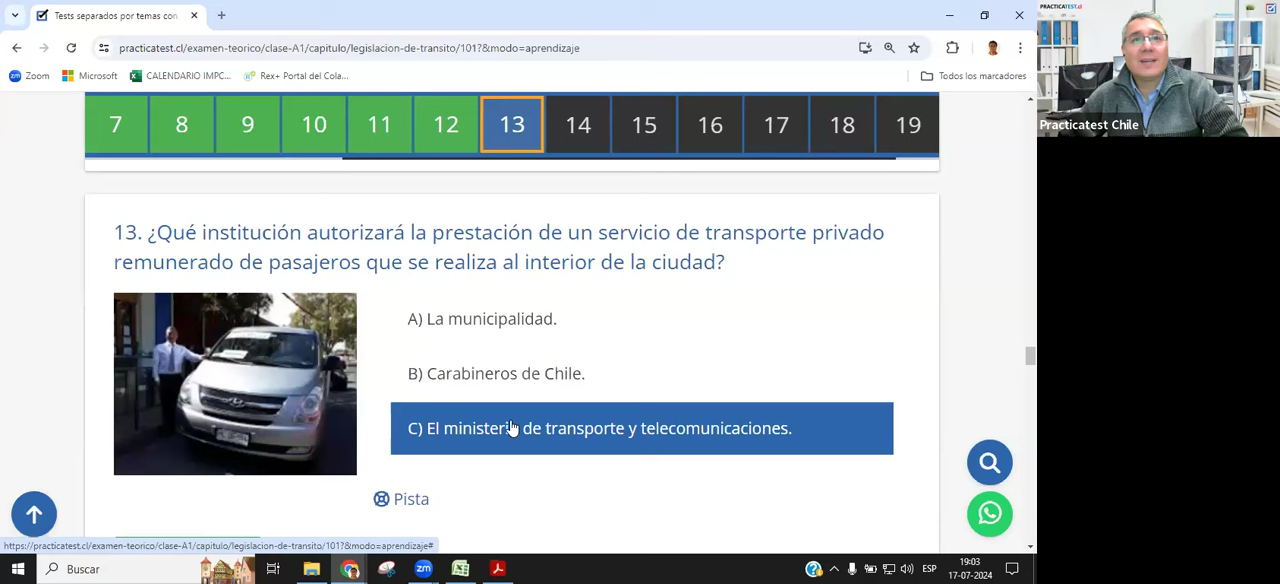 Tests separados por temas con
practicatest.cl/examen-teorico/clase-A1/capitulo/legislacion-de-transito/101?&modo=aprendizaje
Zoom
Microsoft
CALENDARIO IMPC...
Rex+ Portal del Cola...
Todos los marcadores
PRACTICATEST.cl
Practicatest Chile
7 8 9 10 11 12 13 14 15 16 17 18 19
13. ¿Qué institución autorizará la prestación de un servicio de transporte privado
remunerado de pasajeros que se realiza al interior de la ciudad?
A) La municipalidad.
B) Carabineros de Chile.
C) El ministerio de transporte y telecomunicaciones.
Pista
https://practicatest.cl/examen-teorico/clase-A1/capitulo/legislacion-de-transito/101?&modo=aprendizaje#
Buscar
ESP
19:03
17-07-2024